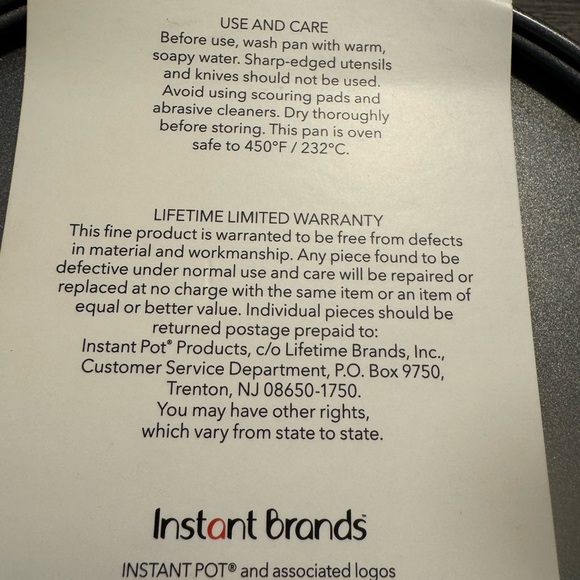 USE AND CARE
Before use, wash pan with warm,
soapy water. Sharp-edged utensils
and knives should not be used.
Avoid using scouring pads and
abrasive cleaners. Dry thoroughly
before storing. This pan is oven
safe to 450°F / 232°C.
LIFETIME LIMITED WARRANTY
This fine product is warranted to be free from defects
in material and workmanship. Any piece found to be
defective under normal use and care will be repaired or
replaced at no charge with the same item or an item of
equal or better value. Individual pieces should be
returned postage prepaid to:
Instant Pot® Products, c/o Lifetime Brands, Inc.,
Customer Service Department, P.O. Box 9750,
Trenton, NJ 08650-1750.
You may have other rights,
which vary from state to state.
Instant Brands™
INSTANT POT® and associated logos